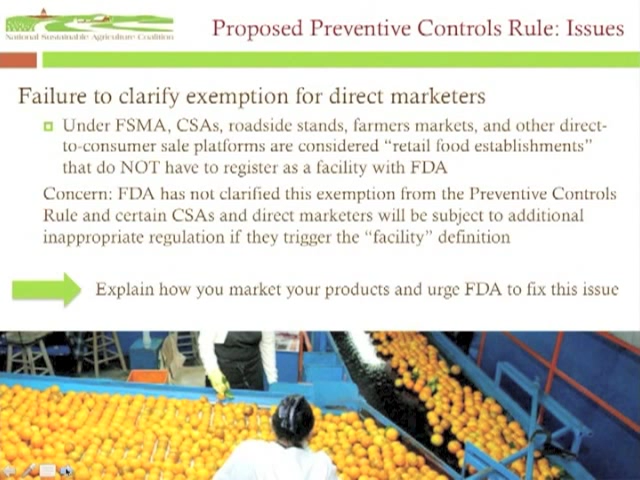 National Sustainable Agriculture Coalition
Proposed Preventive Controls Rule: Issues
Failure to clarify exemption for direct marketers
Under FSMA, CSAs, roadside stands, farmers markets, and other direct-
to-consumer sale platforms are considered “retail food establishments”
that do NOT have to register as a facility with FDA
Concern: FDA has not clarified this exemption from the Preventive Controls
Rule and certain CSAs and direct marketers will be subject to additional
inappropriate regulation if they trigger the “facility” definition
Explain how you market your products and urge FDA to fix this issue